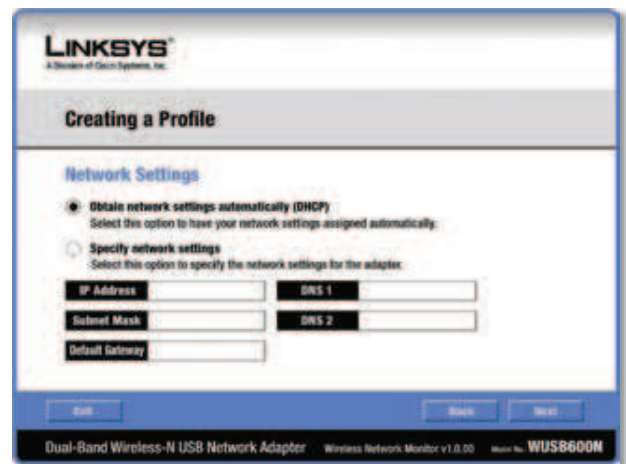 LINKSYS®
A Division of Cisco Systems, Inc.
Creating a Profile
Network Settings
Obtain network settings automatically (DHCP)
Select this option to have your network settings assigned automatically.
Specify network settings
Select this option to specify the network settings for the adapter.
IP Address
DNS 1
Subnet Mask
DNS 2
Default Gateway
Exit
Back
Next
Dual-Band Wireless-N USB Network Adapter
Wireless Network Monitor v1.0.00
Model No. WUSB600N